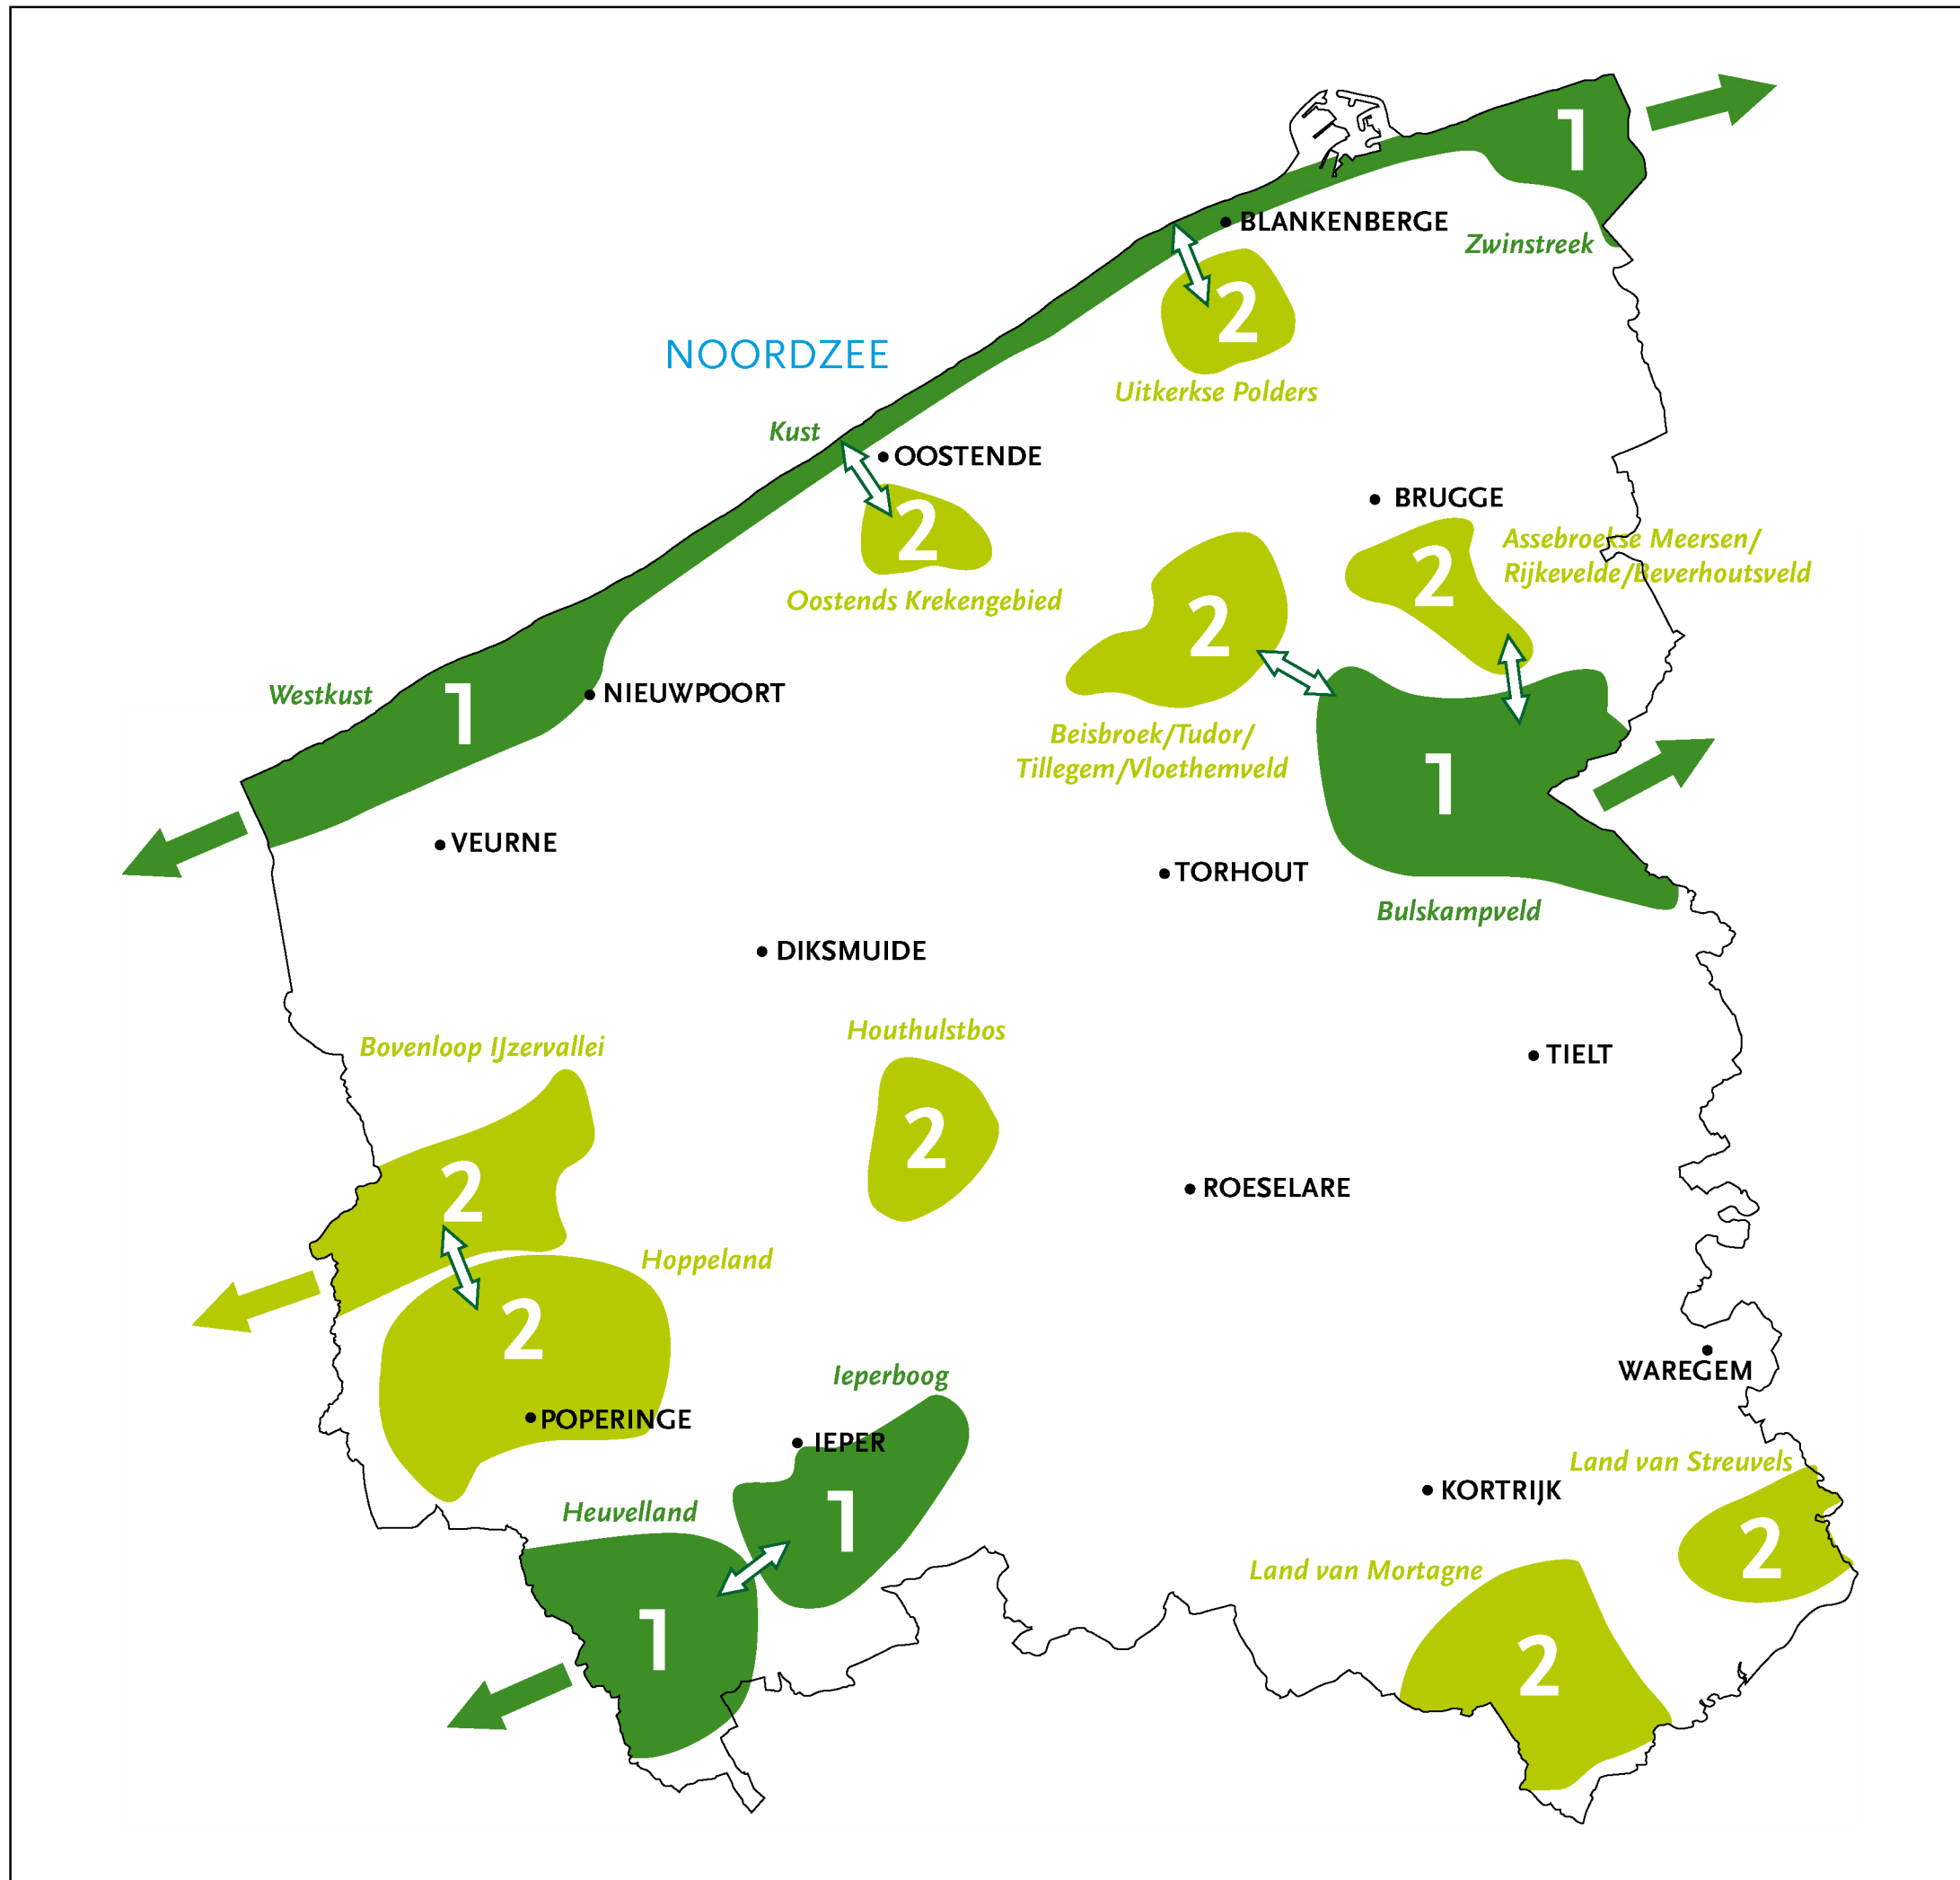 1
BLANKENBERGE
Zwinstreek
2
NOORDZEE
Uitkerkse Polders
Kust
OOSTENDE
BRUGGE
2
Assebroekse Meersen/
Rijkevelde/Beverhoutsveld
2
Oostends Krekengebied
2
Westkust
1
NIEUWPOORT
Beisbroek/Tudor/
Tillegem/Vloethemveld
1
VEURNE
TORHOUT
Bulskampveld
DIKSMUIDE
Bovenloop IJzervallei
Houthulstbos
TIELT
2
2
ROESELARE
Hoppeland
2
WAREGEM
Ieperboog
POPERINGE
IEPER
Land van Streuvels
KORTRIJK
Heuvelland
1
2
Land van Mortagne
1
2